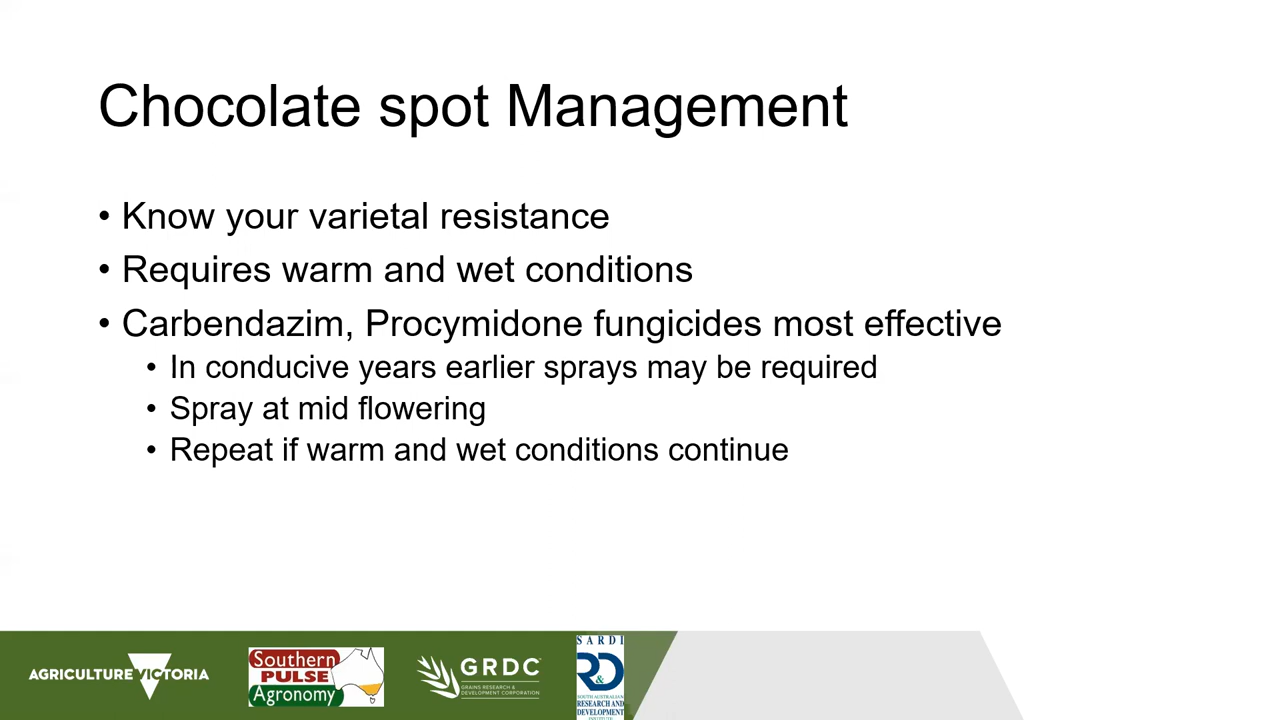 Chocolate spot Management
• Know your varietal resistance
• Requires warm and wet conditions
• Carbendazim, Procymidone fungicides most effective
• In conducive years earlier sprays may be required
• Spray at mid flowering
• Repeat if warm and wet conditions continue
AGRICULTURE VICTORIA
Southern
PULSE
Agronomy
GRDC
GRAINS RESEARCH &
DEVELOPMENT CORPORATION
SARDI
R&D
SOUTH AUSTRALIAN
RESEARCH AND
DEVELOPMENT
INSTITUTE